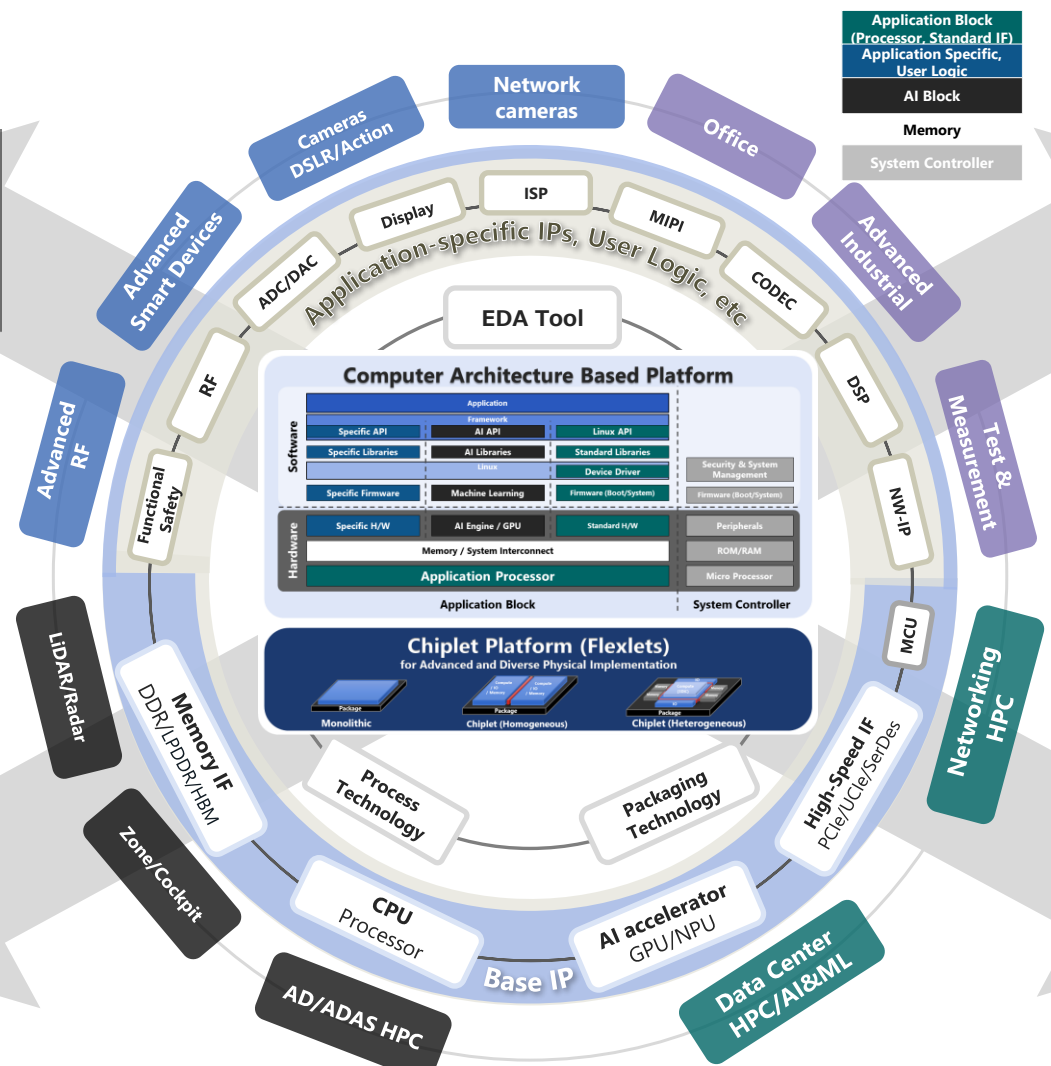 Application Block
(Processor, Standard IF)
Application Specific,
User Logic
AI Block
Memory
System Controller
Network
cameras
Cameras
DSLR/Action
Office
Advanced
Smart Devices
Advanced
Industrial
Advanced
RF
Test &
Measurement
LiDAR/Radar
Networking
HPC
Zone/Cockpit
AD/ADAS HPC
Data Center
HPC/AI&ML
ISP
Display
MIPI
ADC/DAC
CODEC
RF
DSP
Functional
Safety
NW-IP
MCU
Application-specific IPs, User Logic, etc
EDA Tool
Computer Architecture Based Platform
Software
Application
Framework
Specific API
AI API
Linux API
Specific Libraries
AI Libraries
Standard Libraries
Linux
Device Driver
Security & System
Management
Specific Firmware
Machine Learning
Firmware (Boot/System)
Firmware (Boot/System)
Hardware
Specific H/W
AI Engine / GPU
Standard H/W
Peripherals
Memory / System Interconnect
ROM/RAM
Application Processor
Micro Processor
Application Block
System Controller
Chiplet Platform (Flexlets)
for Advanced and Diverse Physical Implementation
Package
Monolithic
Compute
/ IO
/ Memory
Compute
/ IO
/ Memory
Package
Chiplet (Homogeneous)
Package
Chiplet (Heterogeneous)
Process
Technology
Packaging
Technology
Memory IF
DDR/LPDDR/HBM
High-Speed IF
PCIe/UCIe/SerDes
CPU
Processor
AI accelerator
GPU/NPU
Base IP